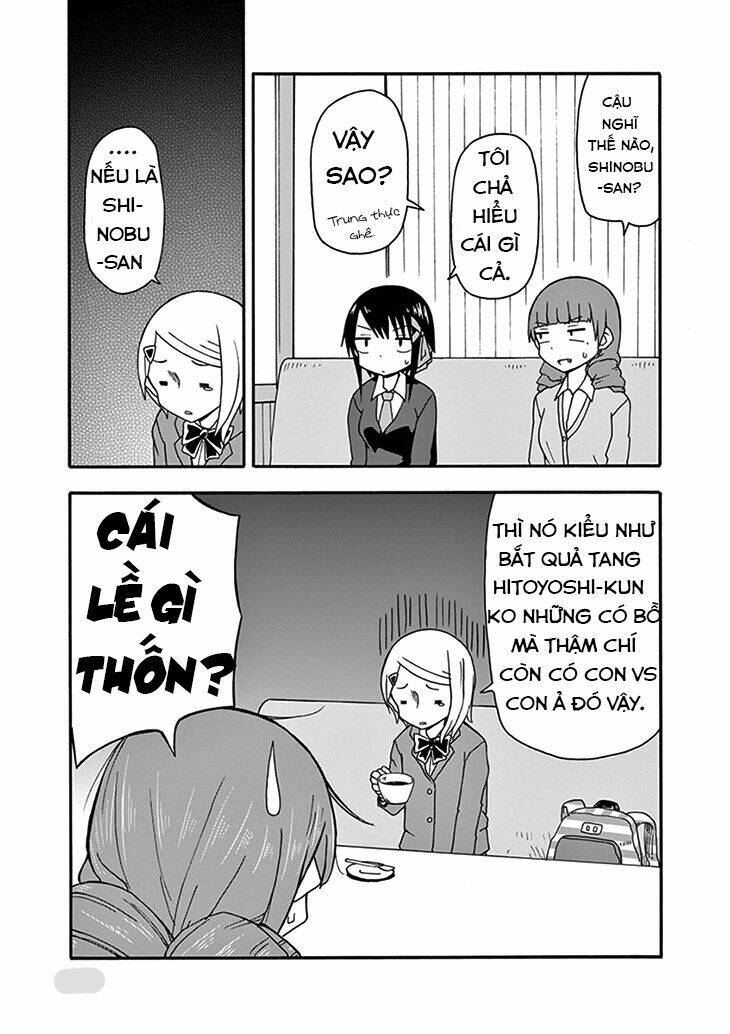 CẬU
NGHĨ
THẾ NÀO,
SHINOBU
-SAN?
TÔI
CHẢ
HIỂU
CÁI GÌ
CẢ.
VẬY
SAO?
Trung thực
ghê.
....
NẾU LÀ
SHI-
NOBU
-SAN
THÌ NÓ KIỂU NHƯ
BẮT QUẢ TANG
HITOYOSHI-KUN
KO NHỮNG CÓ BỒ
MÀ THẬM CHÍ
CÒN CÓ CON VS
CON Ả ĐÓ VẬY.
CÁI
LỀ GÌ
THỐN?